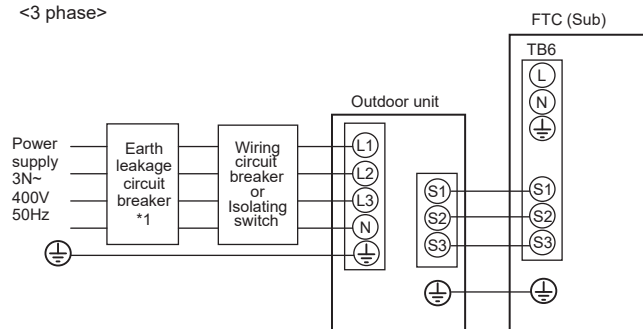 <3 phase>
FTC (Sub)
TB6
L
N
Outdoor unit
Power
supply
3N~
400V
50Hz
Earth
leakage
circuit
breaker
*1
Wiring
circuit
breaker
or
Isolating
switch
L1
L2
L3
N
S1
S2
S3
S1
S2
S3